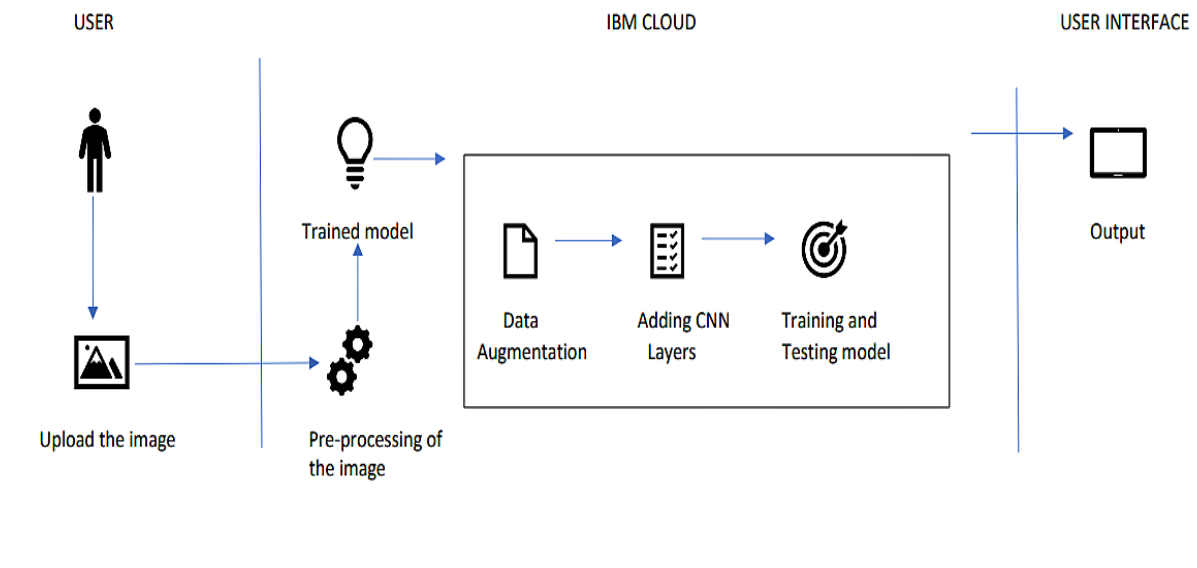 USER
IBM CLOUD
USER INTERFACE
Trained model
Output
Data
Augmentation
Adding CNN
Layers
Training and
Testing model
Upload the image
Pre-processing of
the image